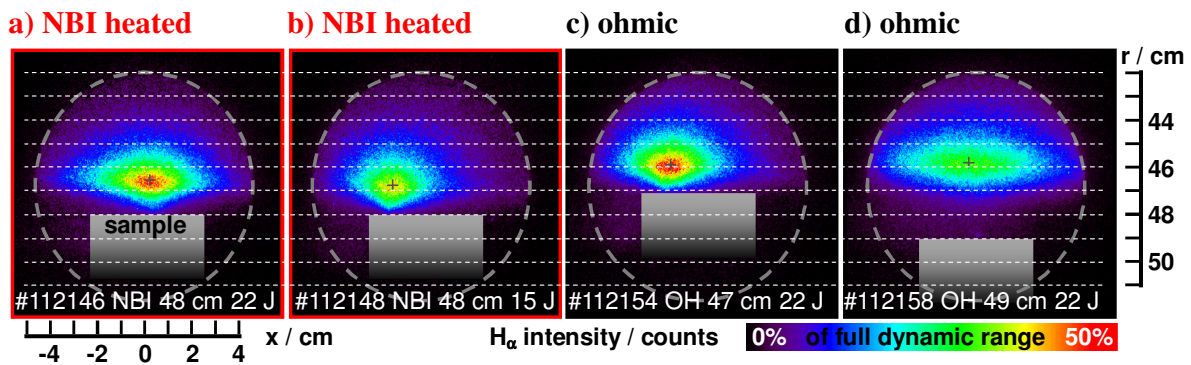 a) NBI heated
b) NBI heated
c) ohmic
d) ohmic
r / cm
44
46
48
50
sample
#112146 NBI 48 cm 22 J
#112148 NBI 48 cm 15 J
#112154 OH 47 cm 22 J
#112158 OH 49 cm 22 J
-4 -2 0 2 4
x / cm
Hα intensity / counts
0% of full dynamic range 50%